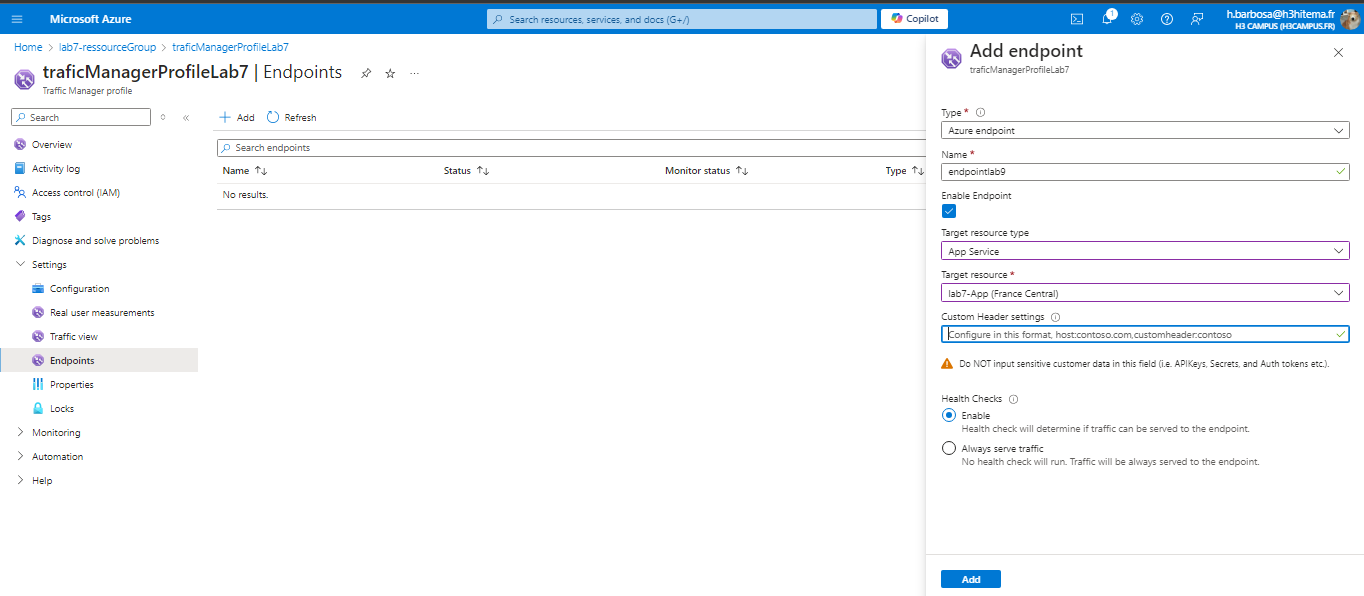 Microsoft Azure
Search resources, services, and docs (G+/)
Copilot
1
h.barbosa@h3hitema.fr
H3 CAMPUS (H3CAMPUS.FR)
Home > lab7-ressourceGroup > traficManagerProfileLab7
traficManagerProfileLab7 | Endpoints
Traffic Manager profile
Search
Overview
Activity log
Access control (IAM)
Tags
Diagnose and solve problems
Settings
Configuration
Real user measurements
Traffic view
Endpoints
Properties
Locks
Monitoring
Automation
Help
Add Refresh
Search endpoints
Name Status Monitor status Type
No results.
Add endpoint
traficManagerProfileLab7
Type *
Azure endpoint
Name *
endpointlab9
Enable Endpoint
Target resource type
App Service
Target resource *
lab7-App (France Central)
Custom Header settings
Configure in this format, host:contoso.com,customheader:contoso
Do NOT input sensitive customer data in this field (i.e. APIKeys, Secrets, and Auth tokens etc.).
Health Checks
Enable
Health check will determine if traffic can be served to the endpoint.
Always serve traffic
No health check will run. Traffic will be always served to the endpoint.
Add